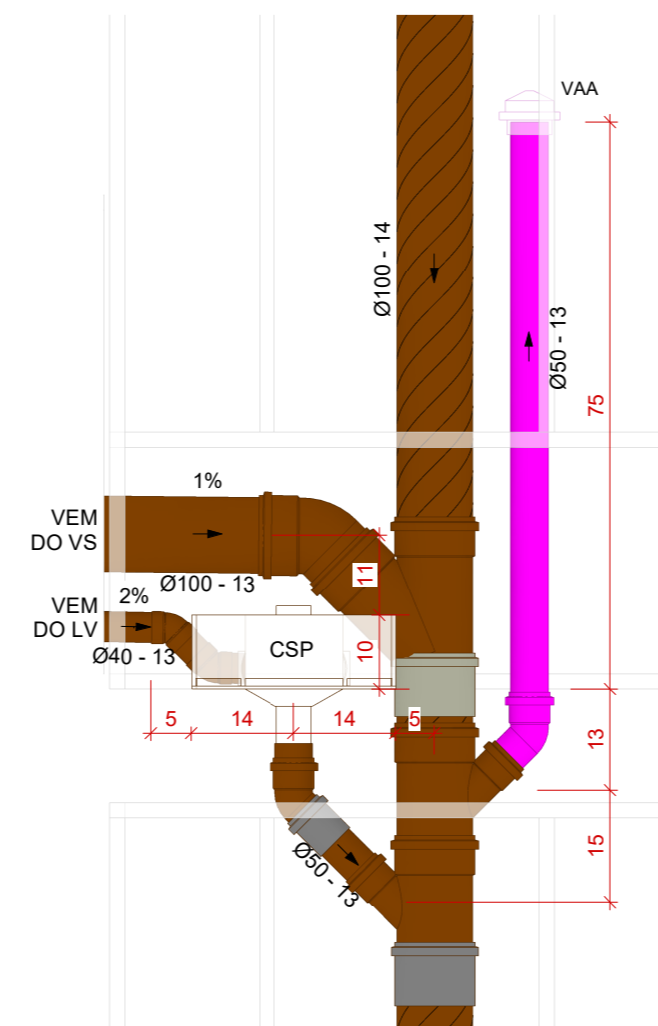 VAA
Ø100 - 14
Ø50 - 13
75
1%
VEM
DO VS
Ø100 - 13
11
2%
VEM
DO LV
Ø40 - 13
CSP
10
5
14
14
5
13
Ø50 - 13
15